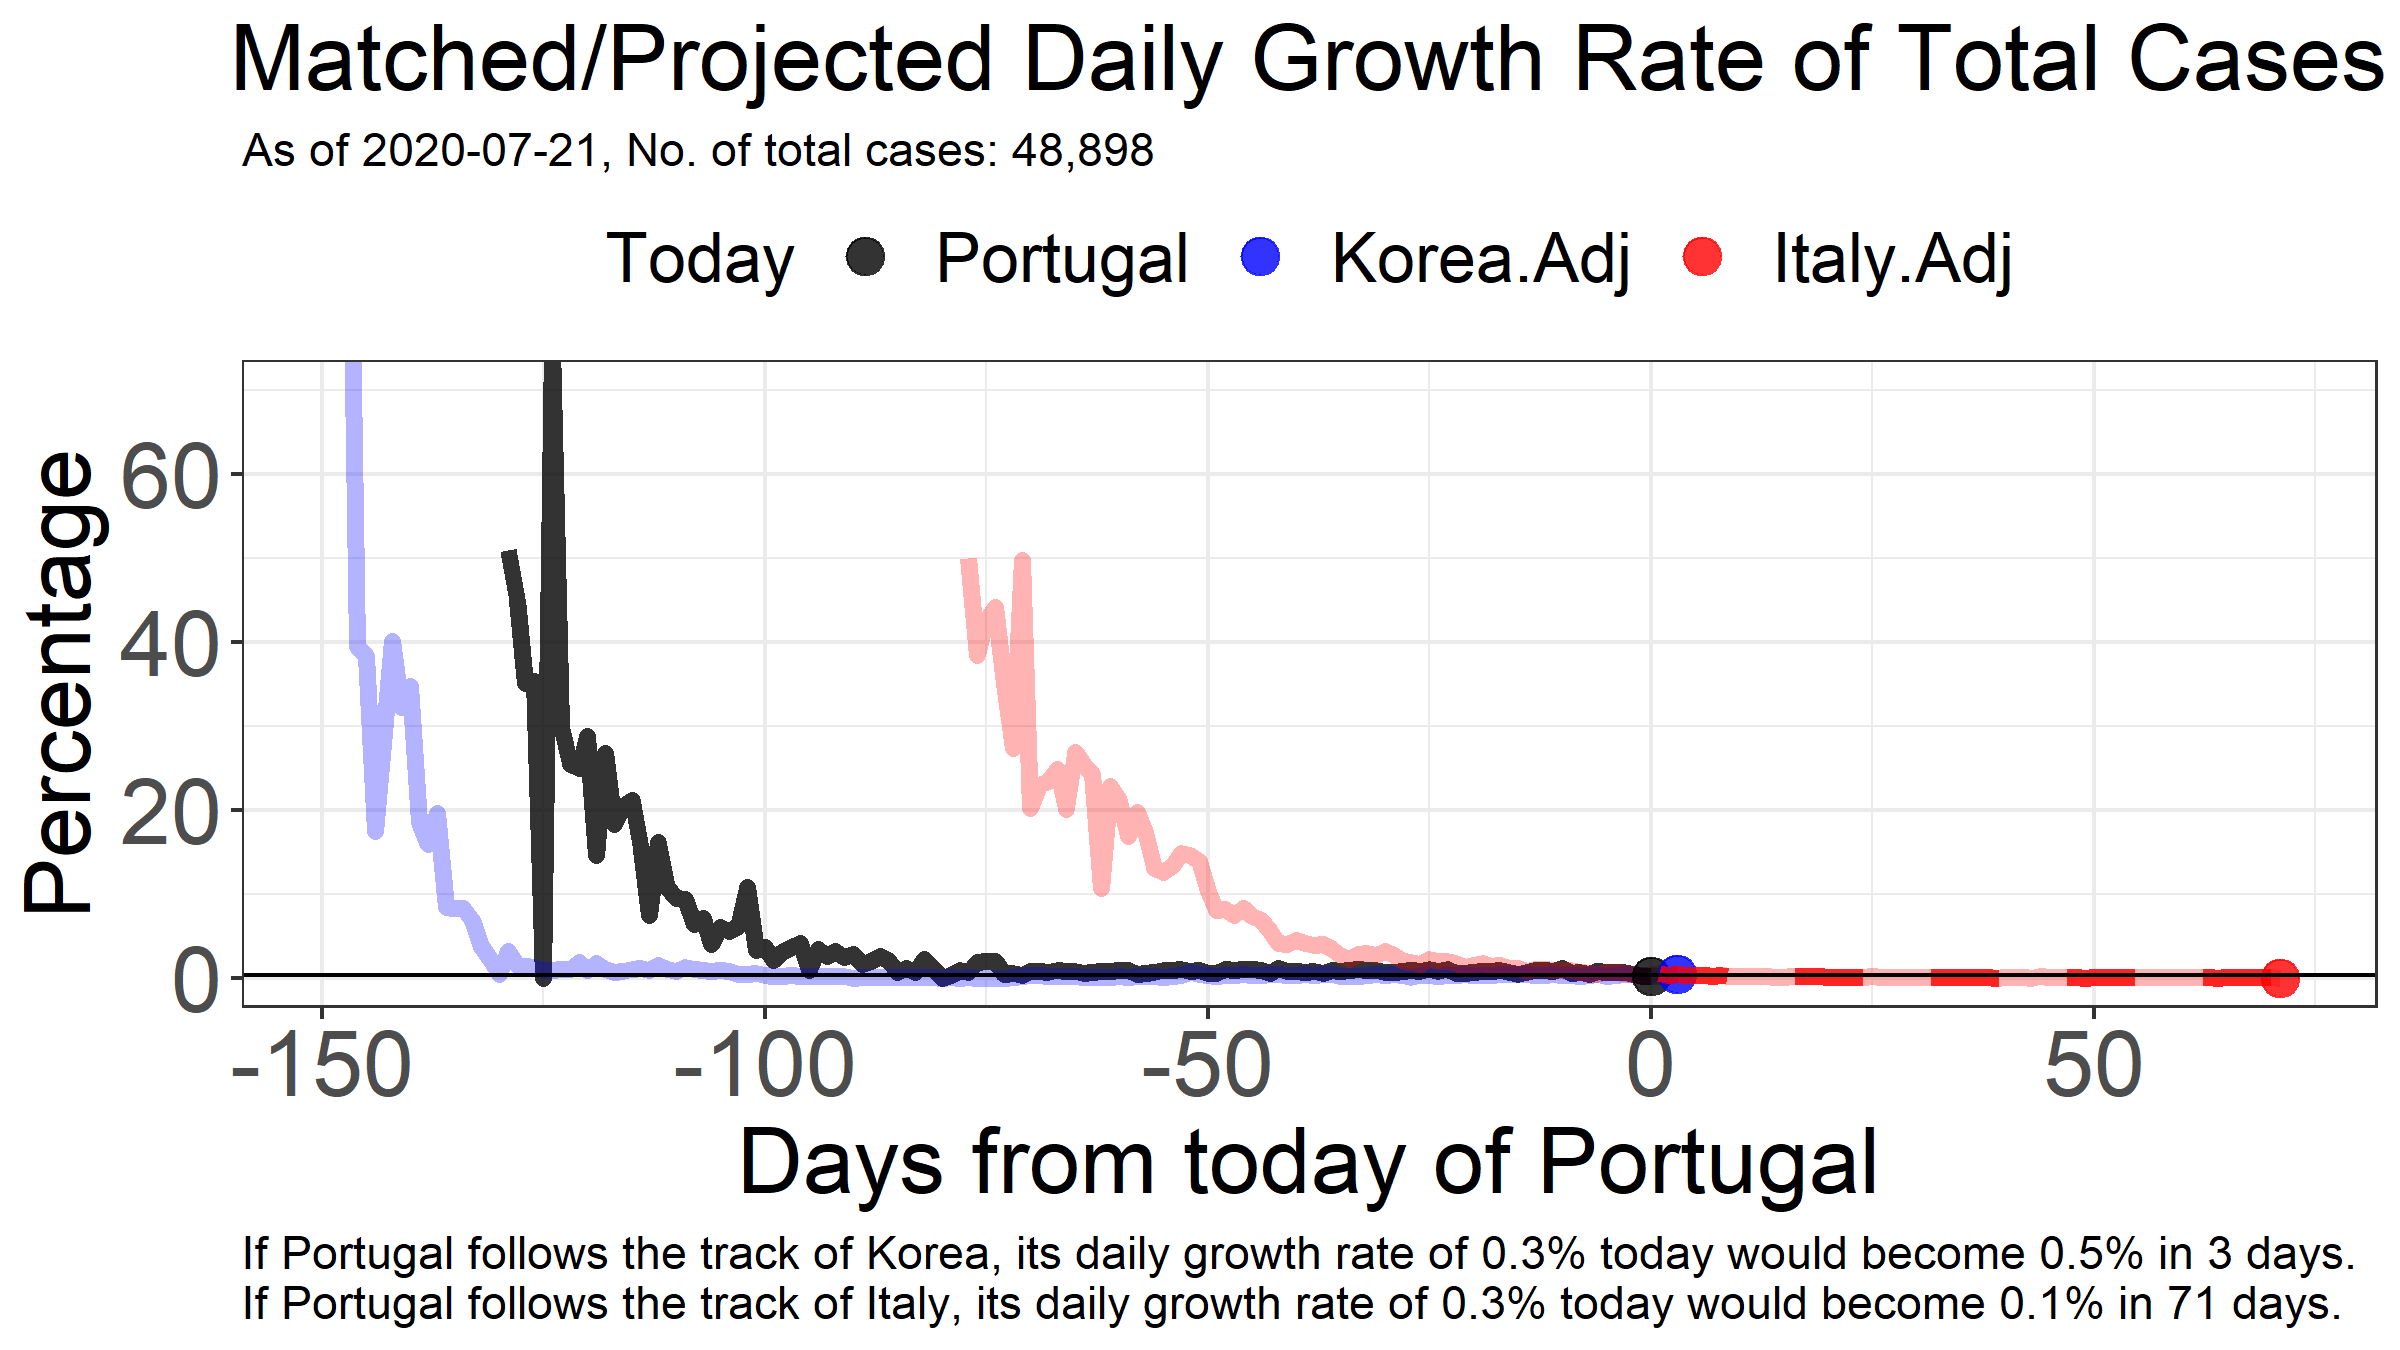 Matched/Projected Daily Growth Rate of Total Cases
As of 2020-07-21, No. of total cases: 48,898
Today Portugal Korea.Adj Italy.Adj
Percentage
60
40
20
0
-150 -100 -50 0 50
Days from today of Portugal
If Portugal follows the track of Korea, its daily growth rate of 0.3% today would become 0.5% in 3 days.
If Portugal follows the track of Italy, its daily growth rate of 0.3% today would become 0.1% in 71 days.